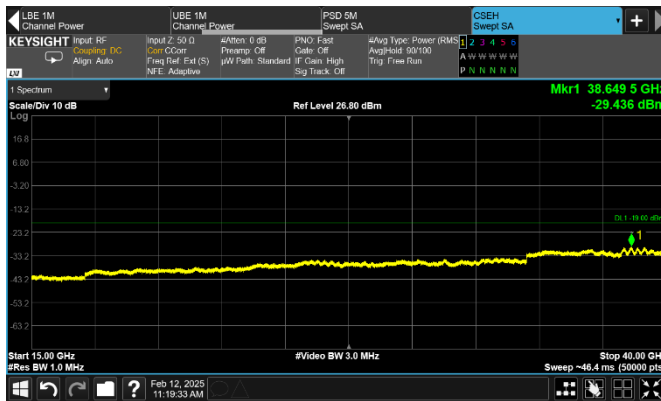 LBE 1M
Channel Power
UBE 1M
Channel Power
PSD 5M
Swept SA
CSEH
Swept SA
+
KEYSIGHT
Input: RF
Coupling: DC
Align: Auto
Input Z: 50 Ω
Corr CCorr
Freq Ref: Ext (S)
NFE: Adaptive
#Atten: 0 dB
Preamp: Off
µW Path: Standard
PNO: Fast
Gate: Off
IF Gain: High
Sig Track: Off
#Avg Type: Power (RMS
Avg|Hold: 90/100
Trig: Free Run
1 2 3 4 5 6
A W W W W W
P N N N N N
LXI
1 Spectrum
Scale/Div 10 dB
Ref Level 26.80 dBm
Mkr1 38.649 5 GHz
-29.436 dBm
Log
16.8
6.80
-3.20
-13.2
DL1 -19.00 dBm
-23.2
1
-33.2
-43.2
-53.2
-63.2
Start 15.00 GHz
#Video BW 3.0 MHz
Stop 40.00 GH
#Res BW 1.0 MHz
Sweep ~46.4 ms (50000 pts
?
Feb 12, 2025
11:19:33 AM